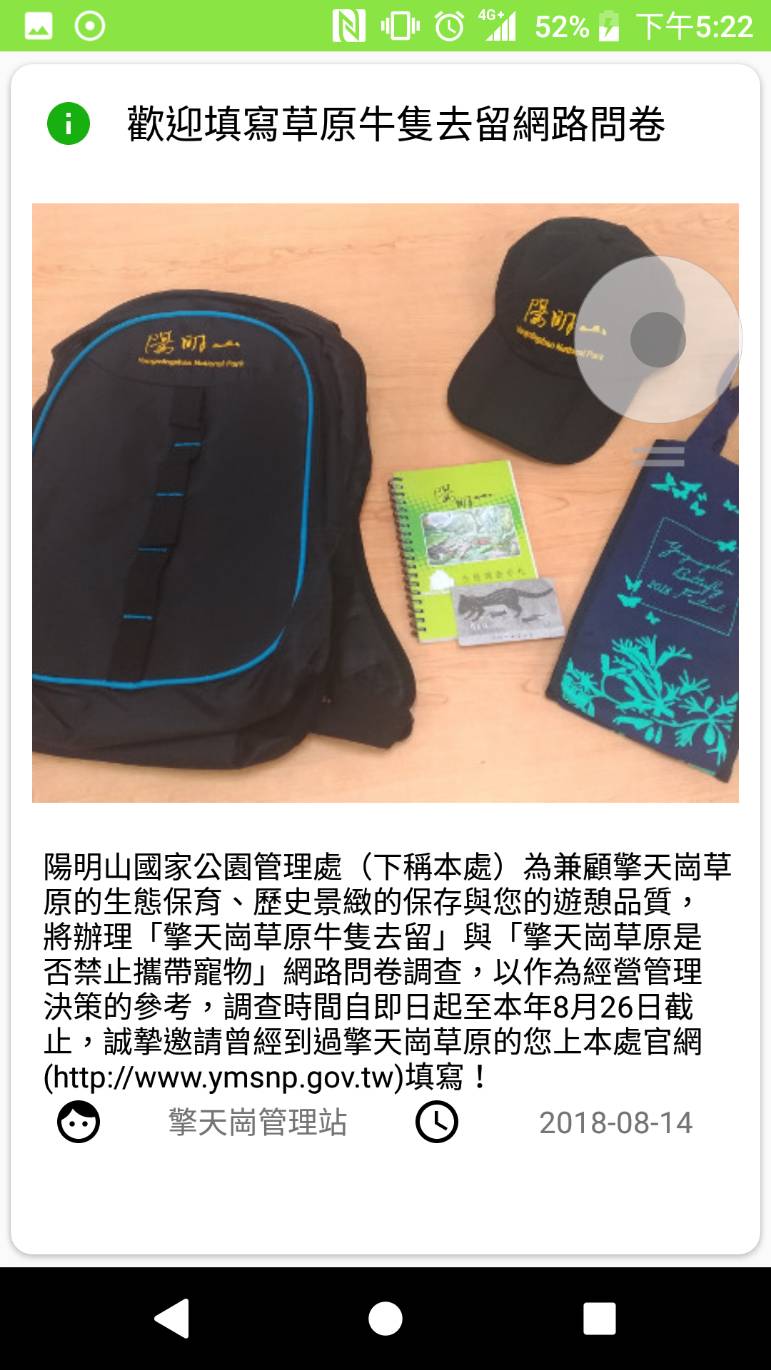 4G+
52%
下午5:22
i
歡迎填寫草原牛隻去留網路問卷
陽明山
Yangmingshan National Park
陽明山
Yangmingshan National Park
陽明山
2018
陽明山國家公園管理處（下稱本處）為兼顧擎天崗草
原的生態保育、歷史景緻的保存與您的遊憩品質，
將辦理「擎天崗草原牛隻去留」與「擎天崗草原是
否禁止攜帶寵物」網路問卷調查，以作為經營管理
決策的參考，調查時間自即日起至本年8月26日截
止，誠摯邀請曾經到過擎天崗草原的您上本處官網
(http://www.ymsnp.gov.tw)填寫！
擎天崗管理站
2018-08-14